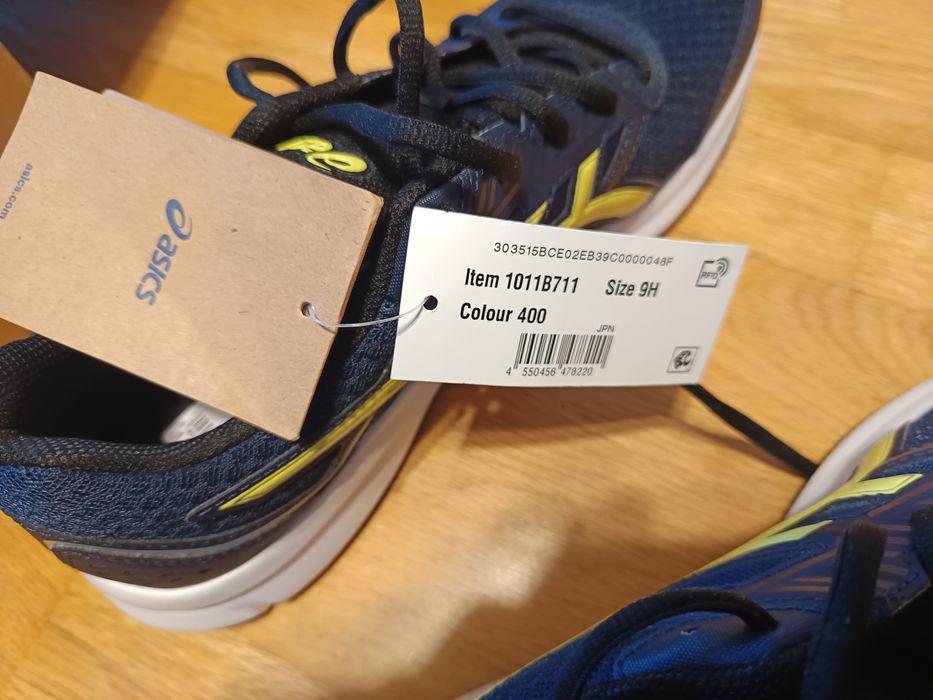 asics.com
asics
303515BCE02EB39C0000048F
RFID
Item 1011B711 Size 9H
Colour 400
JPN
4 550456 478220